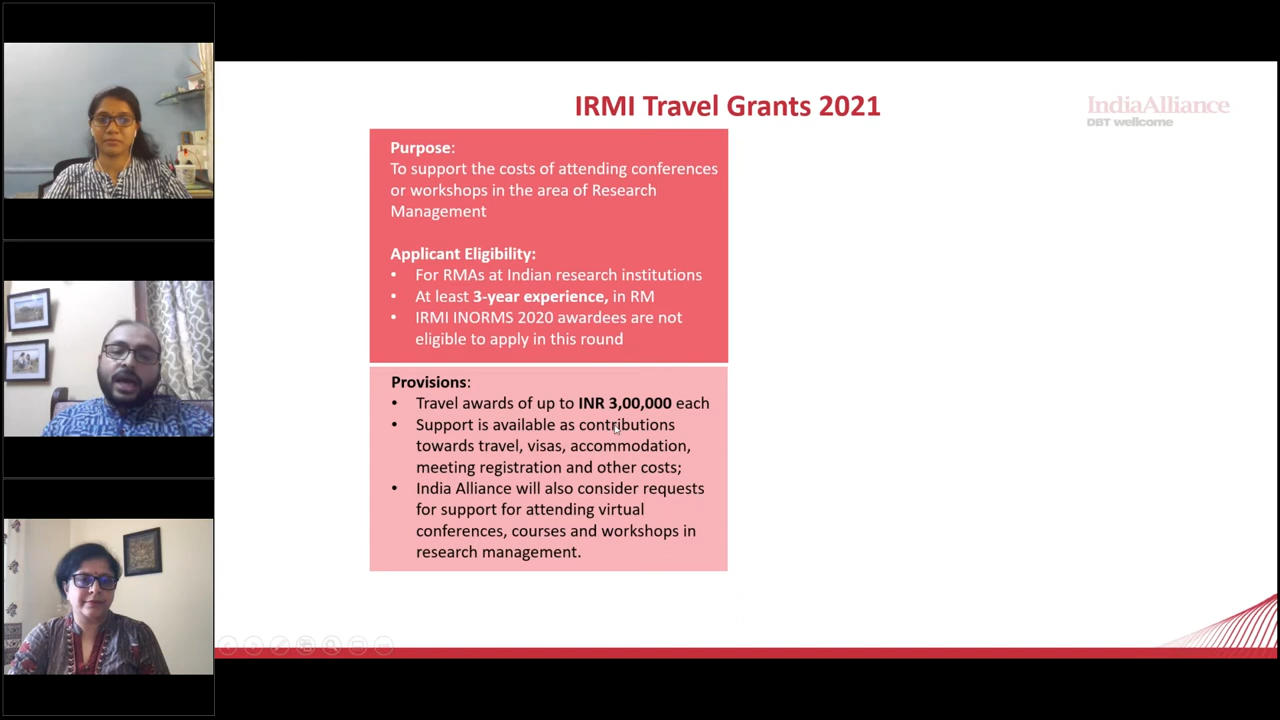 IRMI Travel Grants 2021
IndiaAlliance
DBT wellcome
Purpose:
To support the costs of attending conferences
or workshops in the area of Research
Management
Applicant Eligibility:
• For RMAs at Indian research institutions
• At least 3-year experience, in RM
• IRMI INORMS 2020 awardees are not
eligible to apply in this round
Provisions:
• Travel awards of up to INR 3,00,000 each
• Support is available as contributions
towards travel, visas, accommodation,
meeting registration and other costs;
• India Alliance will also consider requests
for support for attending virtual
conferences, courses and workshops in
research management.